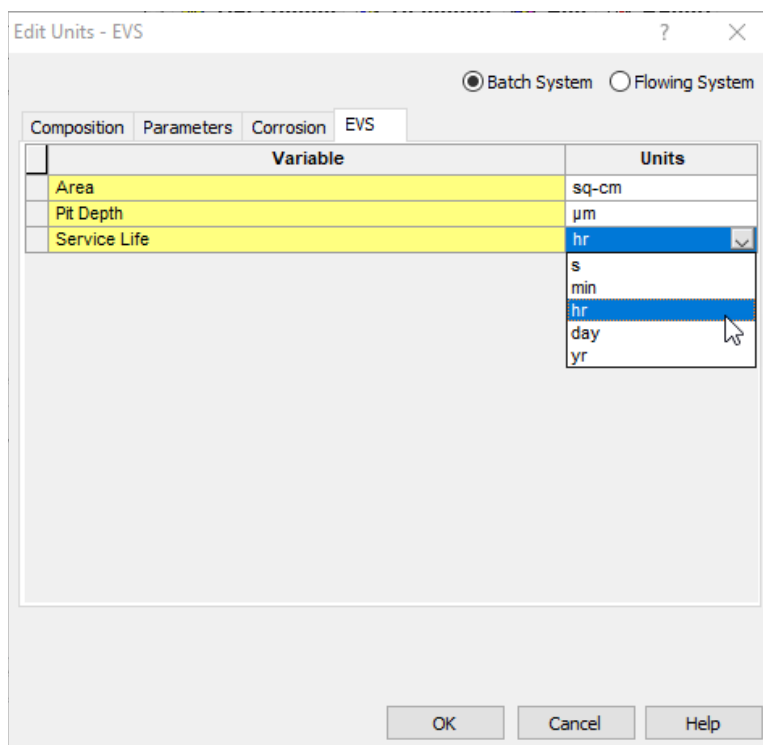 Edit Units - EVS ?
Batch System Flowing System
Composition Parameters Corrosion EVS
Variable Units
Area sq-cm
Pit Depth µm
Service Life hr
s
min
hr
day
yr
OK Cancel Help